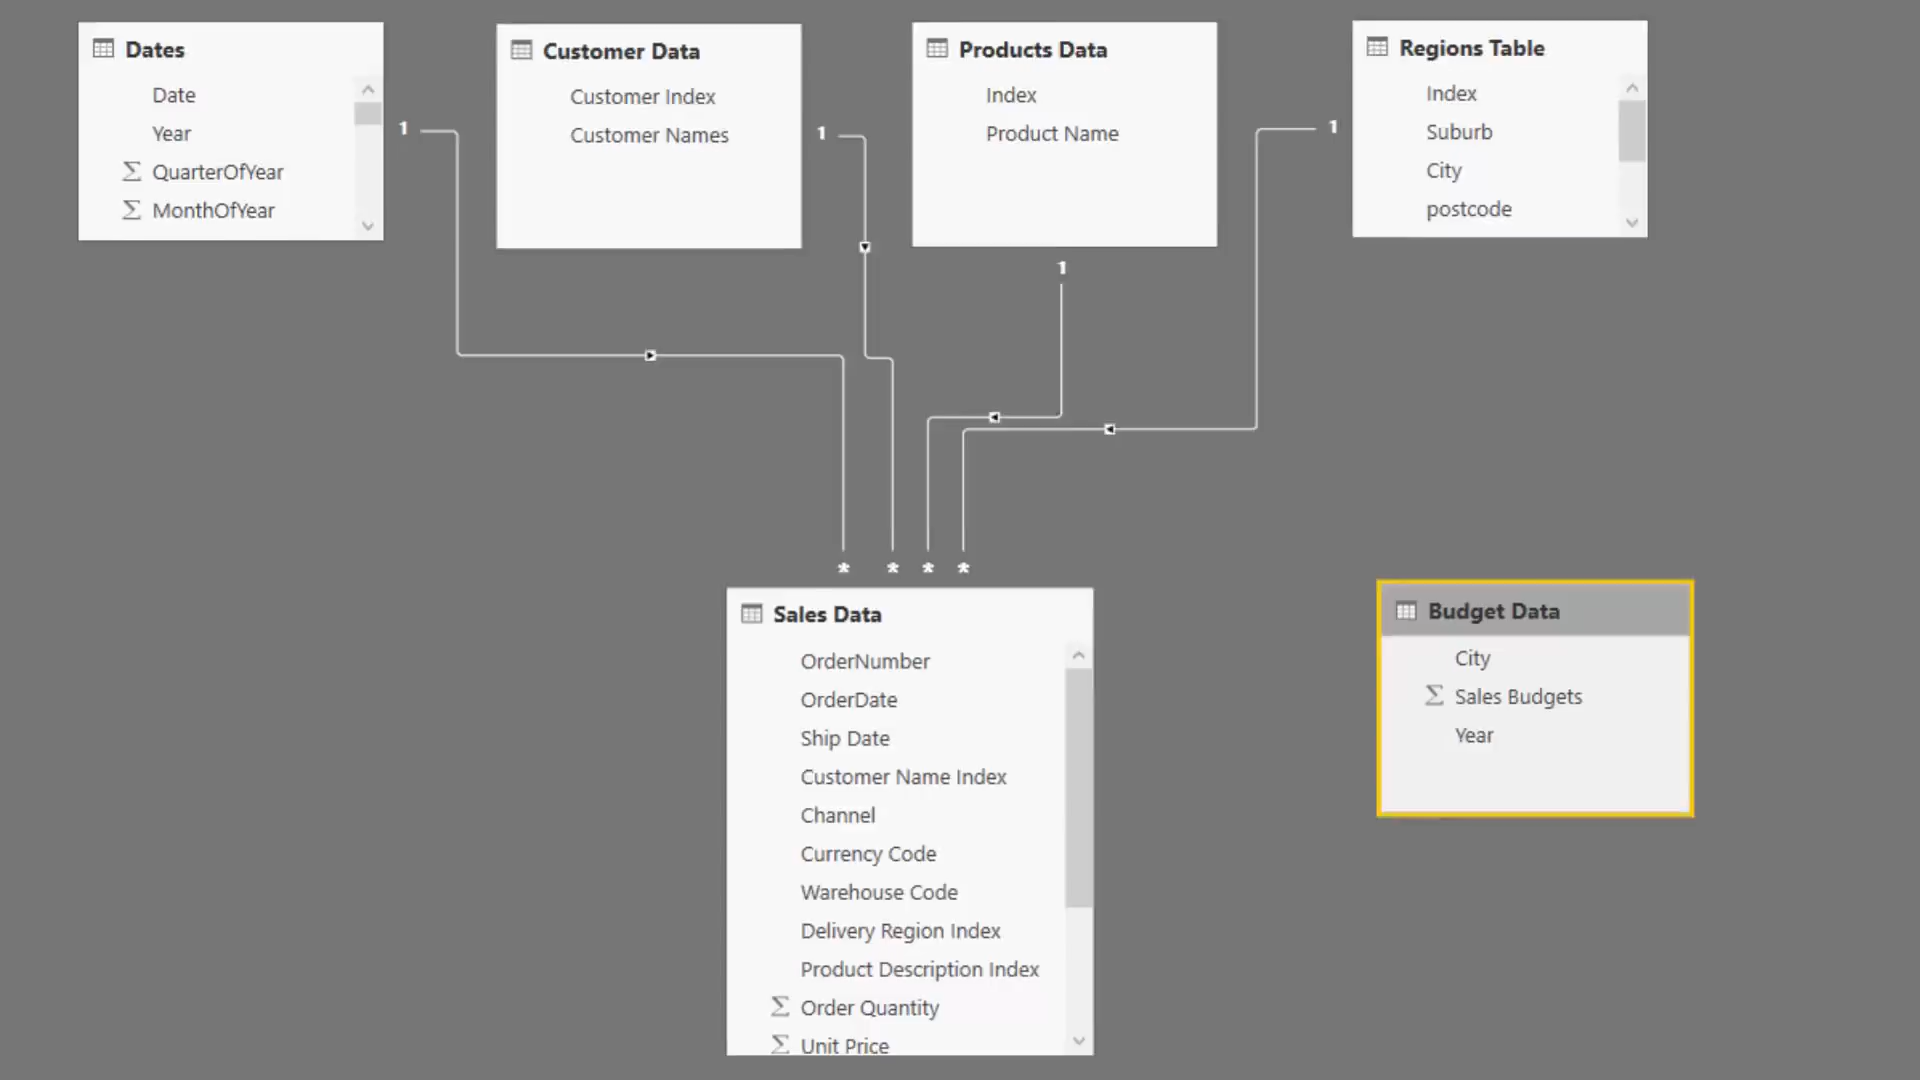 Dates
Date
Year
QuarterOfYear
MonthOfYear
1
Customer Data
Customer Index
Customer Names
1
Products Data
Index
Product Name
1
Regions Table
Index
Suburb
City
postcode
1
* * * *
Sales Data
OrderNumber
OrderDate
Ship Date
Customer Name Index
Channel
Currency Code
Warehouse Code
Delivery Region Index
Product Description Index
Σ Order Quantity
Σ Unit Price
Budget Data
City
Σ Sales Budgets
Year